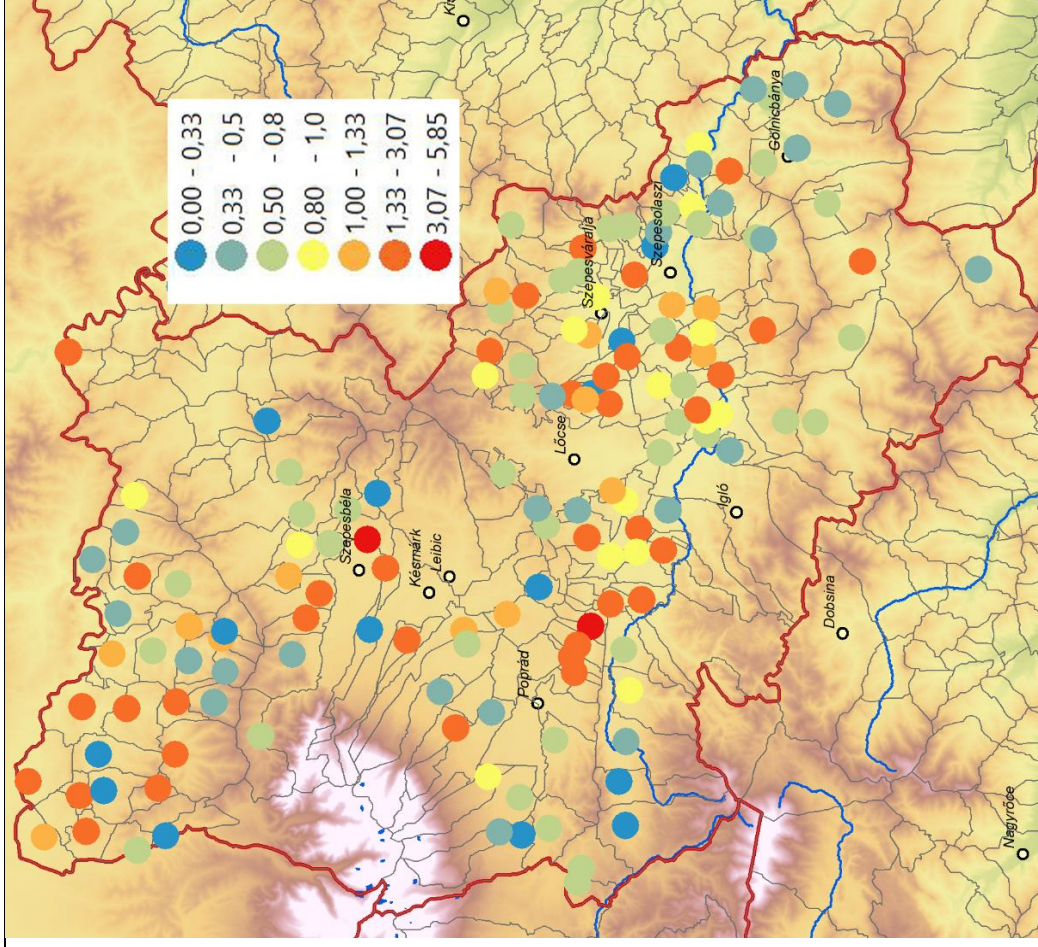 0,00 - 0,33
0,33 - 0,5
0,50 - 0,8
0,80 - 1,0
1,00 - 1,33
1,33 - 3,07
3,07 - 5,85
Gölnicbánya
Szepesváralja
Szepesolaszi
Lőcse
Szepesbéla
Késmárk
Leibic
Igló
Poprád
Dobsina
Nagyrőce